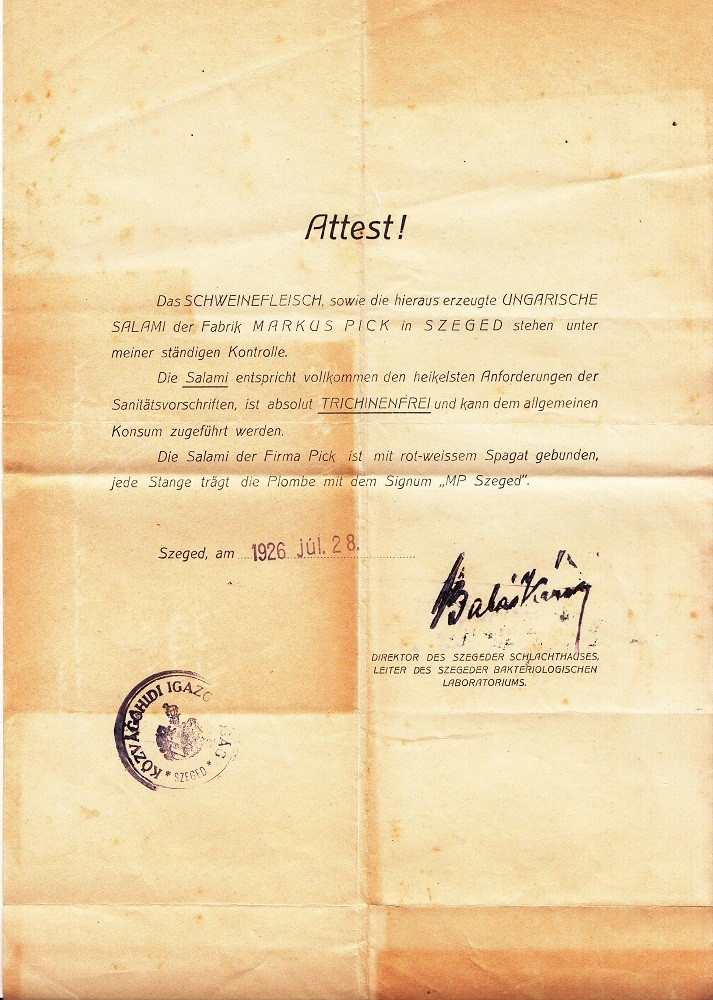 Attest!
Das SCHWEINEFLEISCH, sowie die hieraus erzeugte UNGARISCHE
SALAMI der Fabrik MARKUS PICK in SZEGED stehen unter
meiner ständigen Kontrolle.
Die Salami entspricht vollkommen den heikelsten Anforderungen der
Sanitätsvorschriften, ist absolut TRICHINENFREI und kann dem allgemeinen
Konsum zugeführt werden.
Die Salami der Firma Pick ist mit rot-weissem Spagat gebunden,
jede Stange trägt die Plombe mit dem Signum „MP Szeged".
Szeged, am 1926 júl. 28.
DIREKTOR DES SZEGEDER SCHLACHTHAUSES,
LEITER DES SZEGEDER BAKTERIOLOGISCHEN
LABORATORIUMS.
KÖZVÁGÓHIDI
* SZEGED *